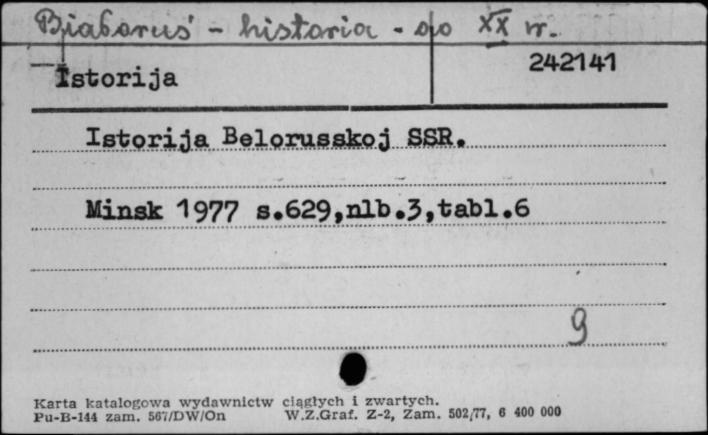 Białoruś - historia - do XX w.
242141
Istorija
Istorija Belorusskoj SSR.
Minsk 1977 s.629,nlb.3,tabl.6
9
Karta katalogowa wydawnictw ciągłych i zwartych.
Pu-B-144 zam. 567/DW/On W.Z.Graf. Z-2, Zam. 502/77, 6 400 000